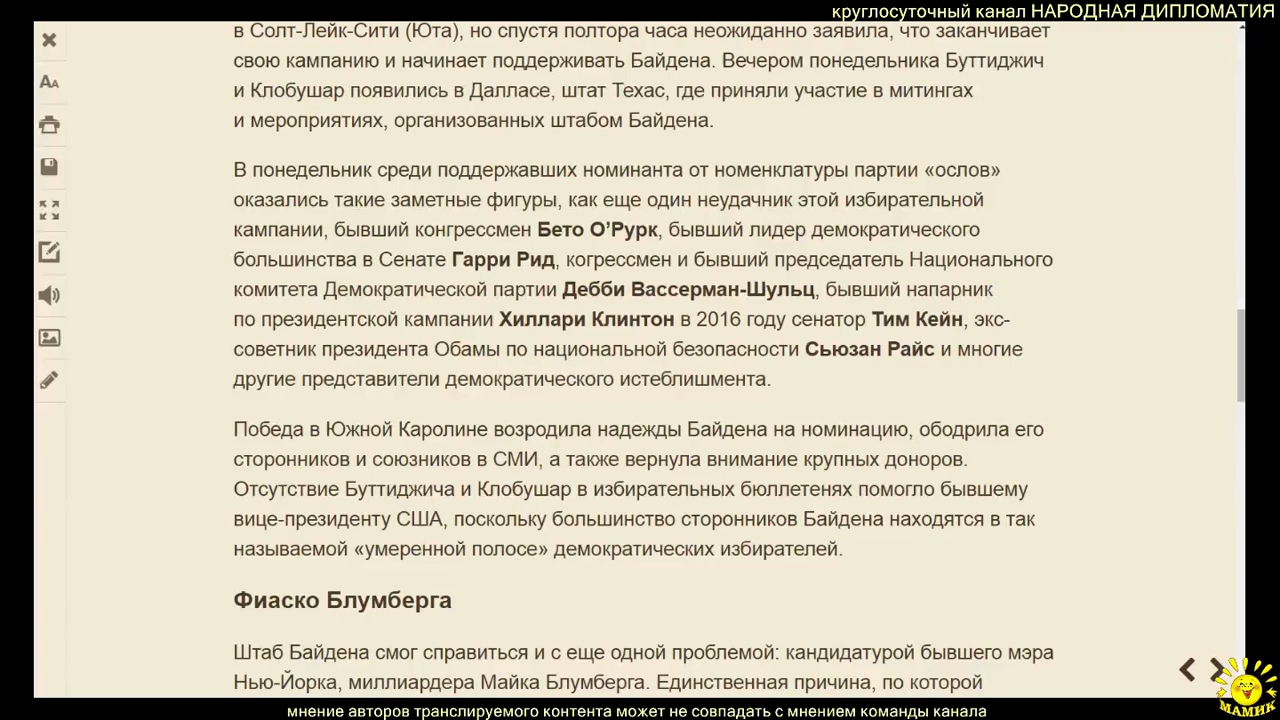 круглосуточный канал НАРОДНАЯ ДИПЛОМАТИЯ
в Солт-Лейк-Сити (Юта), но спустя полтора часа неожиданно заявила, что заканчивает
свою кампанию и начинает поддерживать Байдена. Вечером понедельника Буттиджич
и Клобушар появились в Далласе, штат Техас, где приняли участие в митингах
и мероприятиях, организованных штабом Байдена.
В понедельник среди поддержавших номинанта от номенклатуры партии «ослов»
оказались такие заметные фигуры, как еще один неудачник этой избирательной
кампании, бывший конгрессмен Бето О’Рурк, бывший лидер демократического
большинства в Сенате Гарри Рид, когрессмен и бывший председатель Национального
комитета Демократической партии Дебби Вассерман-Шульц, бывший напарник
по президентской кампании Хиллари Клинтон в 2016 году сенатор Тим Кейн, экс-
советник президента Обамы по национальной безопасности Сьюзан Райс и многие
другие представители демократического истеблишмента.
Победа в Южной Каролине возродила надежды Байдена на номинацию, ободрила его
сторонников и союзников в СМИ, а также вернула внимание крупных доноров.
Отсутствие Буттиджича и Клобушар в избирательных бюллетенях помогло бывшему
вице-президенту США, поскольку большинство сторонников Байдена находятся в так
называемой «умеренной полосе» демократических избирателей.
Фиаско Блумберга
Штаб Байдена смог справиться и с еще одной проблемой: кандидатурой бывшего мэра
Нью-Йорка, миллиардера Майка Блумберга. Единственная причина, по которой
МАМИК
мнение авторов транслируемого контента может не совпадать с мнением команды канала